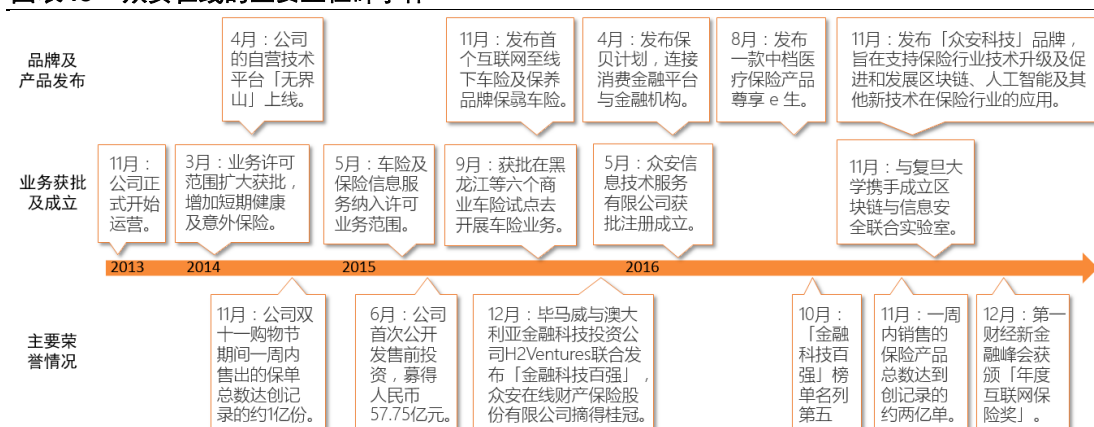 品牌及
产品发布
4月：公司
的自营技术
平台「无界
山」上线。
11月：发布首
个互联网至线
下车险及保养
品牌保骉车险。
4月：发布保
贝计划，连接
消费金融平台
与金融机构。
8月：发布
一款中档医
疗保险产品
尊享 e 生。
11月：发布「众安科技」品牌，
旨在支持保险行业技术升级及促
进和发展区块链、人工智能及其
他新技术在保险行业的应用。
业务获批
及成立
11月：
公司正
式开始
运营。
3月：业务许可
范围扩大获批，
增加短期健康
及意外保险。
5月：车险及
保险信息服
务纳入许可
业务范围。
9月：获批在黑
龙江等六个商
业车险试点去
开展车险业务。
5月：众安信
息技术服务
有限公司获
批注册成立。
11月：与复旦大
学携手成立区
块链与信息安
全联合实验室。
2013
2014
2015
2016
主要荣
誉情况
11月：公司双
十一购物节
期间一周内
售出的保单
总数达创记
录的约1亿份。
6月：公司
首次公开
发售前投
资，募得
人民币
57.75亿元。
12月：毕马威与澳大
利亚金融科技投资公
司H2Ventures联合发
布「金融科技百强」，
众安在线财产保险股
份有限公司摘得桂冠。
10月：
「金融
科技百
强」榜
单名列
第五
11月：一周
内销售的
保险产品
总数达到
创记录的
约两亿单。
12月：第一
财经新金
融峰会获
颁「年度
互联网保
险奖」。